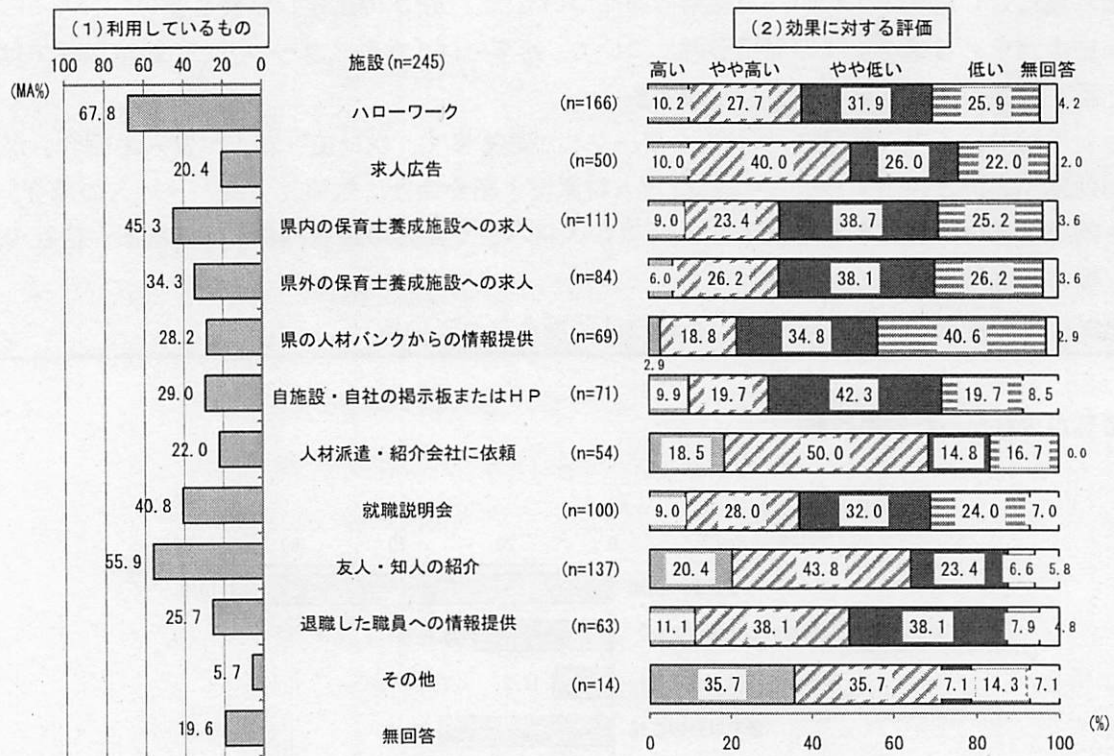 (1)利用しているもの
(2)効果に対する評価
100 80 60 40 20 0
(MA%)
施設(n=245)
高い やや高い やや低い 低い 無回答
67.8 ハローワーク (n=166) 10.2 27.7 31.9 25.9 4.2
20.4 求人広告 (n=50) 10.0 40.0 26.0 22.0 2.0
45.3 県内の保育士養成施設への求人 (n=111) 9.0 23.4 38.7 25.2 3.6
34.3 県外の保育士養成施設への求人 (n=84) 6.0 26.2 38.1 26.2 3.6
28.2 県の人材バンクからの情報提供 (n=69) 18.8 34.8 40.6 2.9
2.9
29.0 自施設・自社の掲示板またはHP (n=71) 9.9 19.7 42.3 19.7 8.5
22.0 人材派遣・紹介会社に依頼 (n=54) 18.5 50.0 14.8 16.7 0.0
40.8 就職説明会 (n=100) 9.0 28.0 32.0 24.0 7.0
55.9 友人・知人の紹介 (n=137) 20.4 43.8 23.4 6.6 5.8
25.7 退職した職員への情報提供 (n=63) 11.1 38.1 38.1 7.9 4.8
5.7 その他 (n=14) 35.7 35.7 7.1 14.3 7.1
19.6 無回答
(%)
0 20 40 60 80 100